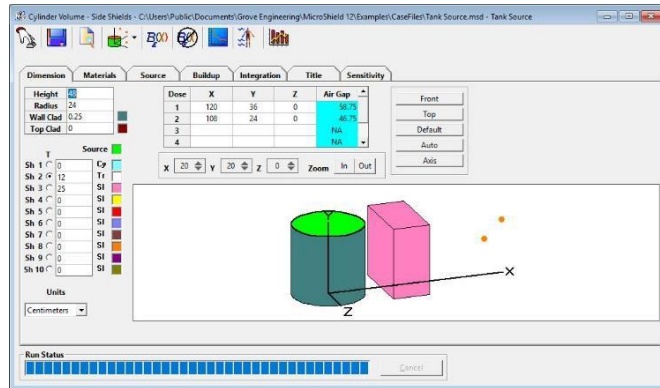 Cylinder Volume - Side Shields - C:\Users\Public\Documents\Grove Engineering\MicroShield 12\Examples\CaseFiles\Tank Source.msd - Tank Source
Dimension Materials Source Buildup Integration Title Sensitivity
Height 48
Radius 24
Wall Clad 0.25
Top Clad 0
Source
T
Sh 1 0 Cy
Sh 2 12 Tr
Sh 3 25 Sl
Sh 4 0 Sl
Sh 5 0 Sl
Sh 6 0 Sl
Sh 7 0 Sl
Sh 8 0 Sl
Sh 9 0 Sl
Sh 10 0 Sl
Units
Centimeters
Dose X Y Z Air Gap
1 120 36 0 58.75
2 108 24 0 46.75
3 NA
4 NA
X 20 Y 20 Z 0 Zoom In Out
Front
Top
Default
Auto
Axis
Y
X
Z
Run Status
Cancel